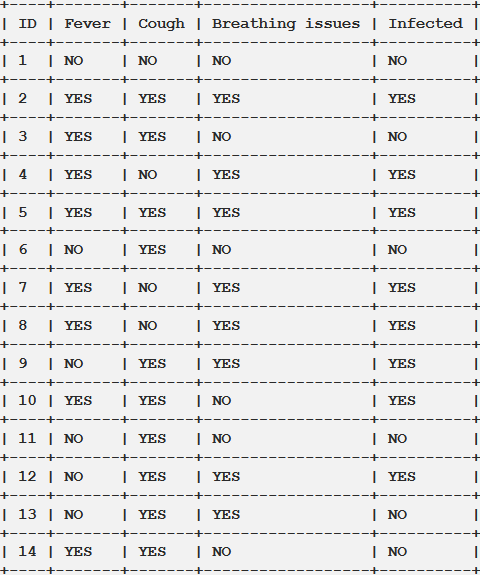 | ID | Fever | Cough | Breathing issues | Infected |
| 1 | NO | NO | NO | NO |
| 2 | YES | YES | YES | YES |
| 3 | YES | YES | NO | NO |
| 4 | YES | NO | YES | YES |
| 5 | YES | YES | YES | YES |
| 6 | NO | YES | NO | NO |
| 7 | YES | NO | YES | YES |
| 8 | YES | NO | YES | YES |
| 9 | NO | YES | YES | YES |
| 10 | YES | YES | NO | YES |
| 11 | NO | YES | NO | NO |
| 12 | NO | YES | YES | YES |
| 13 | NO | YES | YES | NO |
| 14 | YES | YES | NO | NO |